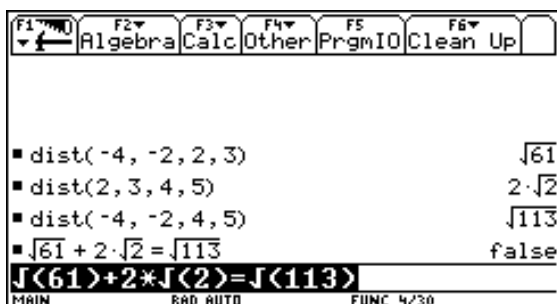 F1 F2 F3 F4 F5 F6
Algebra Calc Other PrgmIO Clean Up
dist(-4, -2, 2, 3) √61
dist(2, 3, 4, 5) 2·√2
dist(-4, -2, 4, 5) √113
√61 + 2·√2 = √113 false
√(61)+2*√(2)=√(113)
MAIN RAD AUTO FUNC 4/30